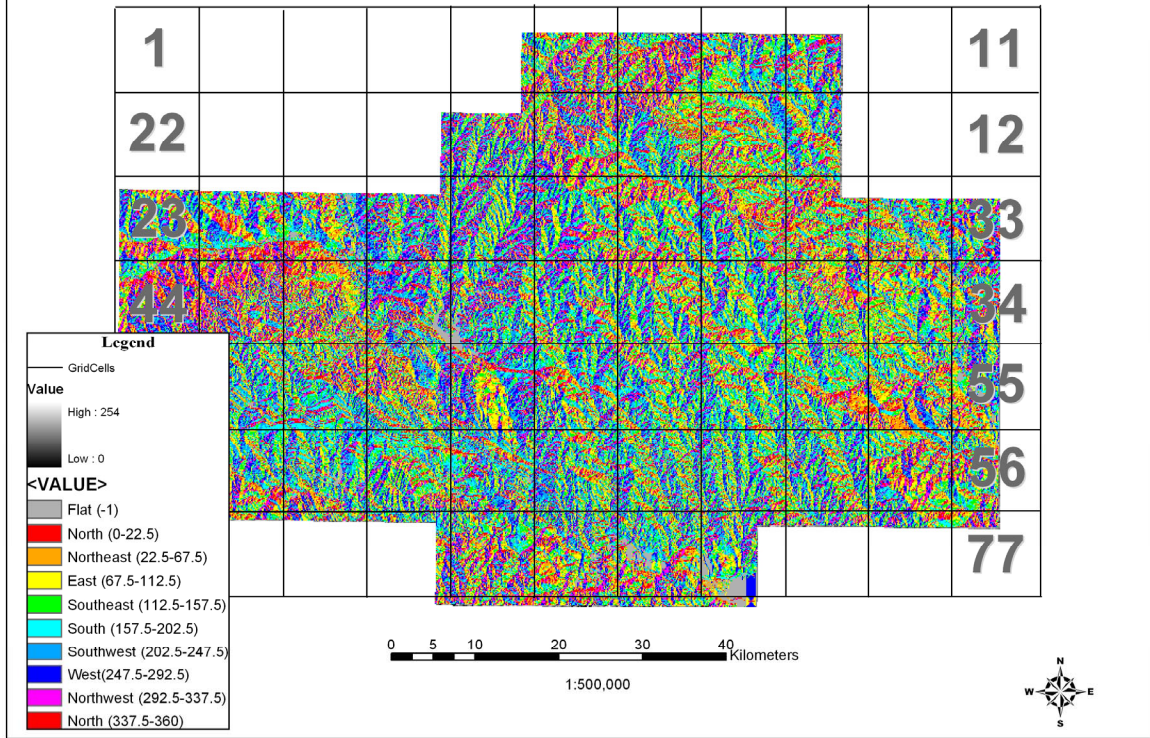 1
11
22
12
23
33
44
34
55
56
77
Legend
GridCells
Value
High : 254
Low : 0
<VALUE>
Flat (-1)
North (0-22.5)
Northeast (22.5-67.5)
East (67.5-112.5)
Southeast (112.5-157.5)
South (157.5-202.5)
Southwest (202.5-247.5)
West(247.5-292.5)
Northwest (292.5-337.5)
North (337.5-360)
0 5 10 20 30 40
Kilometers
1:500,000
N
W E
S